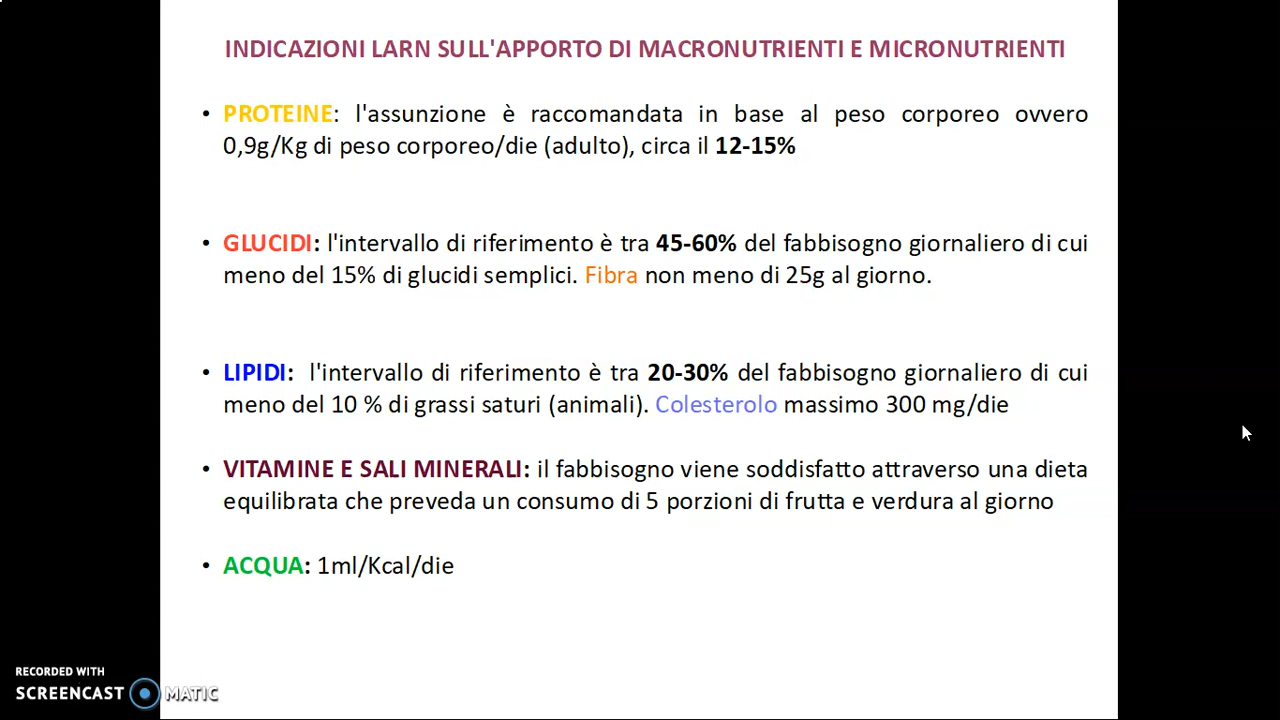 INDICAZIONI LARN SULL'APPORTO DI MACRONUTRIENTI E MICRONUTRIENTI
• PROTEINE: l'assunzione è raccomandata in base al peso corporeo ovvero
0,9g/Kg di peso corporeo/die (adulto), circa il 12-15%
• GLUCIDI: l'intervallo di riferimento è tra 45-60% del fabbisogno giornaliero di cui
meno del 15% di glucidi semplici. Fibra non meno di 25g al giorno.
• LIPIDI: l'intervallo di riferimento è tra 20-30% del fabbisogno giornaliero di cui
meno del 10 % di grassi saturi (animali). Colesterolo massimo 300 mg/die
• VITAMINE E SALI MINERALI: il fabbisogno viene soddisfatto attraverso una dieta
equilibrata che preveda un consumo di 5 porzioni di frutta e verdura al giorno
• ACQUA: 1ml/Kcal/die
RECORDED WITH
SCREENCAST MATIC